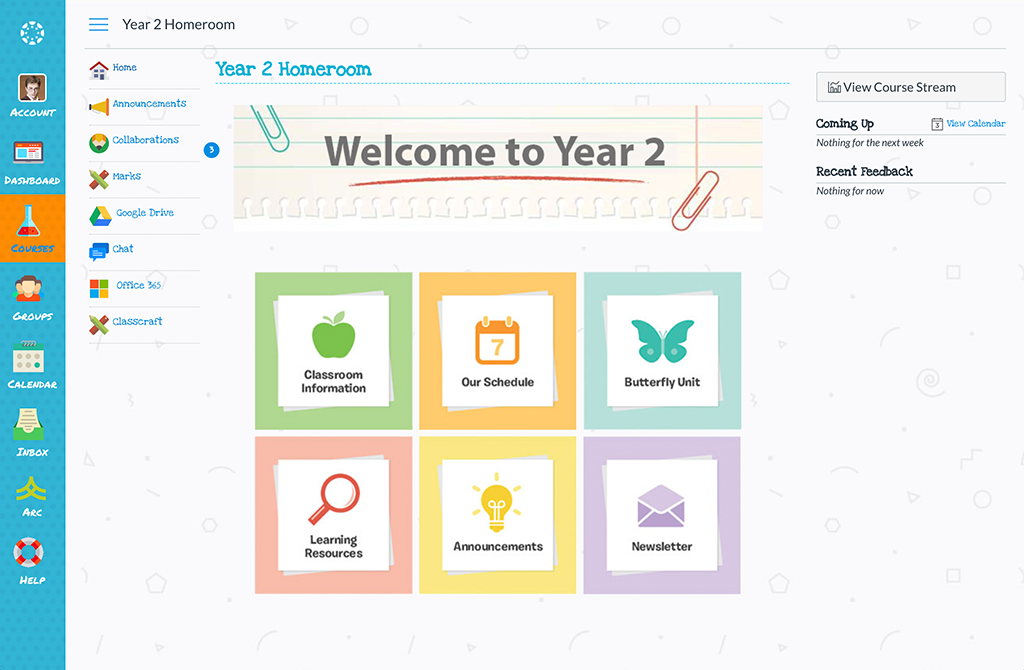 Year 2 Homeroom
Account
Dashboard
Courses
Groups
Calendar
Inbox
Arc
Help
Home
Announcements
Collaborations
3
Marks
Google Drive
Chat
Office 365
Classcraft
Year 2 Homeroom
Welcome to Year 2
Classroom
Information
7
Our Schedule
Butterfly Unit
Learning
Resources
Announcements
Newsletter
View Course Stream
Coming Up
3
View Calendar
Nothing for the next week
Recent Feedback
Nothing for now